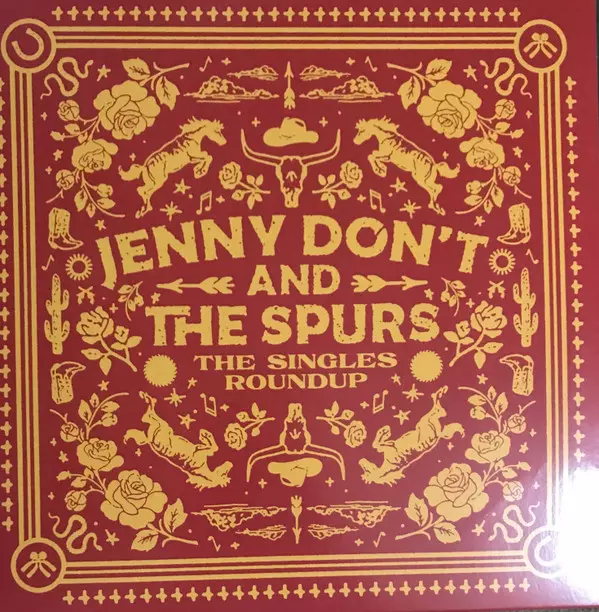 JENNY DON'T
AND
THE SPURS
THE SINGLES
ROUNDUP